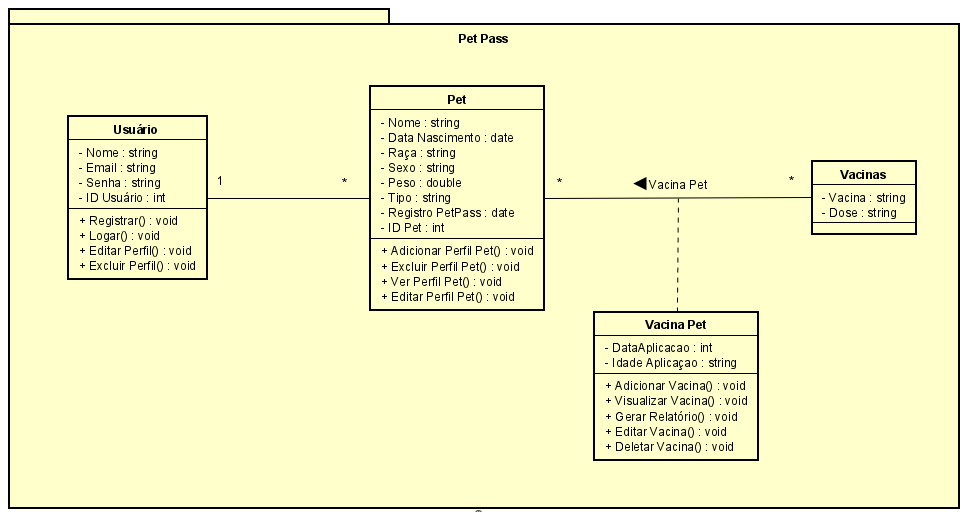 Pet Pass
Usuário
- Nome : string
- Email : string
- Senha : string
- ID Usuário : int
+ Registrar() : void
+ Logar() : void
+ Editar Perfil() : void
+ Excluir Perfil() : void
1
*
Pet
- Nome : string
- Data Nascimento : date
- Raça : string
- Sexo : string
- Peso : double
- Tipo : string
- Registro PetPass : date
- ID Pet : int
+ Adicionar Perfil Pet() : void
+ Excluir Perfil Pet() : void
+ Ver Perfil Pet() : void
+ Editar Perfil Pet() : void
*
Vacina Pet
*
Vacinas
- Vacina : string
- Dose : string
Vacina Pet
- DataAplicacao : int
- Idade Aplicaçao : string
+ Adicionar Vacina() : void
+ Visualizar Vacina() : void
+ Gerar Relatório() : void
+ Editar Vacina() : void
+ Deletar Vacina() : void